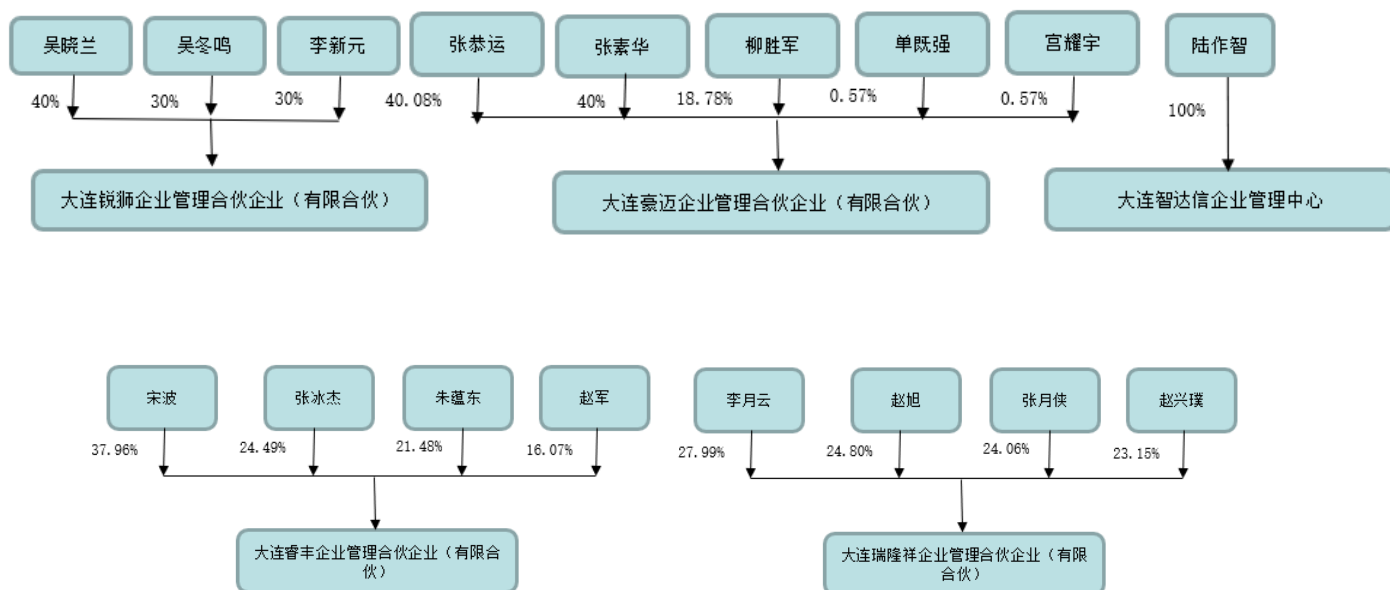 吴晓兰
吴冬鸣
李新元
张恭运
张素华
柳胜军
单既强
宫耀宇
陆作智
40%
30%
30%
40.08%
40%
18.78%
0.57%
0.57%
100%
大连锐狮企业管理合伙企业（有限合伙）
大连豪迈企业管理合伙企业（有限合伙）
大连智达信企业管理中心
宋波
张冰杰
朱蕴东
赵军
李月云
赵旭
张月侠
赵兴璞
37.96%
24.49%
21.48%
16.07%
27.99%
24.80%
24.06%
23.15%
大连睿丰企业管理合伙企业（有限合
伙）
大连瑞隆祥企业管理合伙企业（有限
合伙）